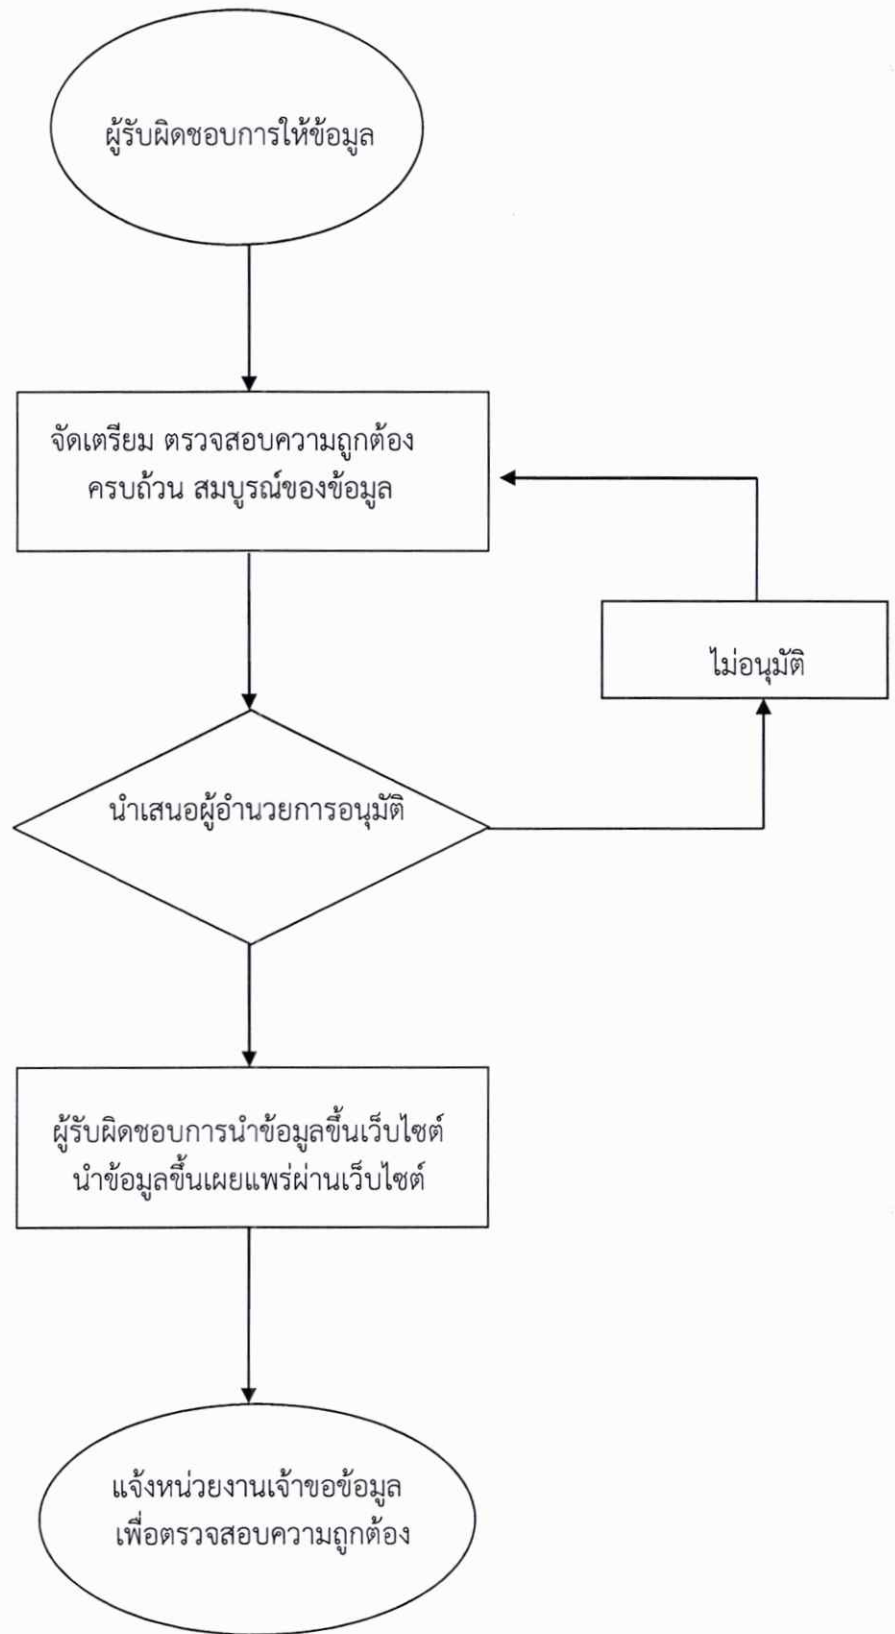 ผู้รับผิดชอบการให้ข้อมูล
จัดเตรียม ตรวจสอบความถูกต้อง
ครบถ้วน สมบูรณ์ของข้อมูล
ไม่อนุมัติ
นำเสนอผู้อำนวยการอนุมัติ
ผู้รับผิดชอบการนำข้อมูลขึ้นเว็บไซต์
นำข้อมูลขึ้นเผยแพร่ผ่านเว็บไซต์
แจ้งหน่วยงานเจ้าขอข้อมูล
เพื่อตรวจสอบความถูกต้อง